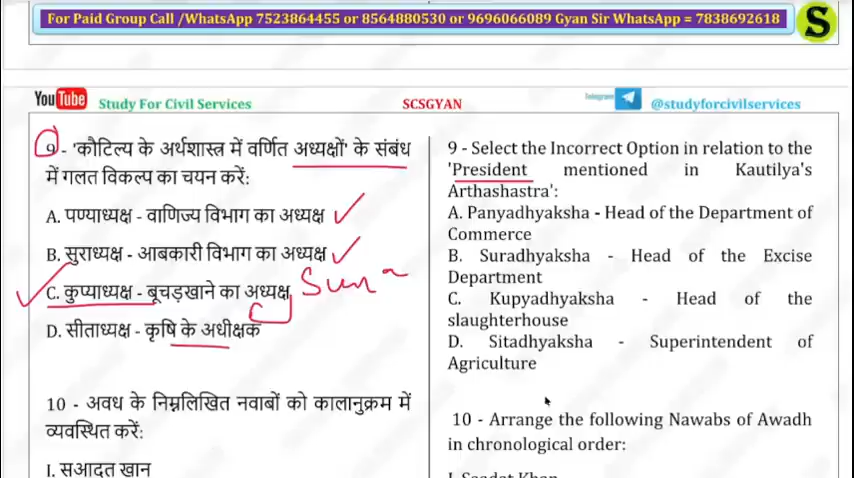 For Paid Group Call /WhatsApp 7523864455 or 8564880530 or 9696066089 Gyan Sir WhatsApp = 7838692618
S
YouTube Study For Civil Services
SCSGYAN
Telegram @studyforcivilservices
9 - 'कौटिल्य के अर्थशास्त्र में वर्णित अध्यक्षों' के संबंध
में गलत विकल्प का चयन करें:
A. पण्याध्यक्ष - वाणिज्य विभाग का अध्यक्ष
B. सुराध्यक्ष - आबकारी विभाग का अध्यक्ष
C. कुप्याध्यक्ष - बूचड़खाने का अध्यक्ष
D. सीताध्यक्ष - कृषि के अधीक्षक
10 - अवध के निम्नलिखित नवाबों को कालानुक्रम में
व्यवस्थित करें:
I. सआदत खान
9 - Select the Incorrect Option in relation to the
'President mentioned in Kautilya's
Arthashastra':
A. Panyadhyaksha - Head of the Department of
Commerce
B. Suradhyaksha - Head of the Excise
Department
C. Kupyadhyaksha - Head of the
slaughterhouse
D. Sitadhyaksha - Superintendent of
Agriculture
10 - Arrange the following Nawabs of Awadh
in chronological order:
I. Saadat Khan